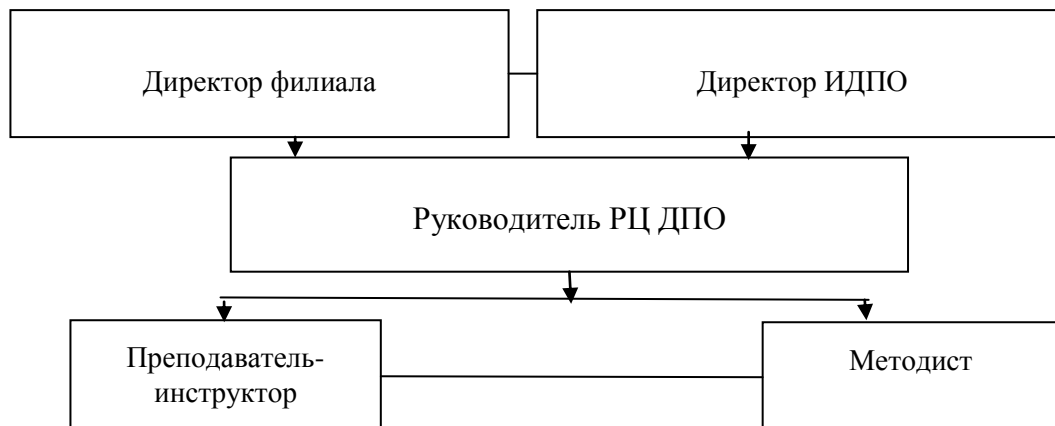 Директор филиала
Директор ИДПО
Руководитель РЦ ДПО
Преподаватель-
инструктор
Методист